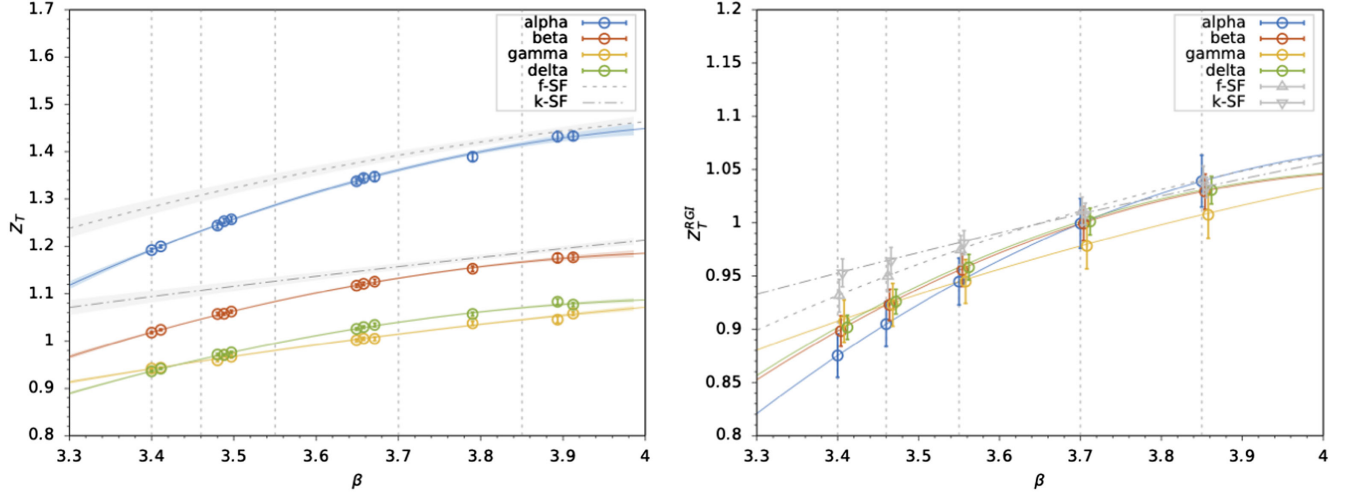 1.7
1.6
1.5
1.4
1.3
1.2
1.1
1
0.9
0.8
Z_T
3.3 3.4 3.5 3.6 3.7 3.8 3.9 4
β
alpha
beta
gamma
delta
f-SF
k-SF
1.2
1.15
1.1
1.05
1
0.95
0.9
0.85
0.8
Z_T^RGI
3.3 3.4 3.5 3.6 3.7 3.8 3.9 4
β
alpha
beta
gamma
delta
f-SF
k-SF